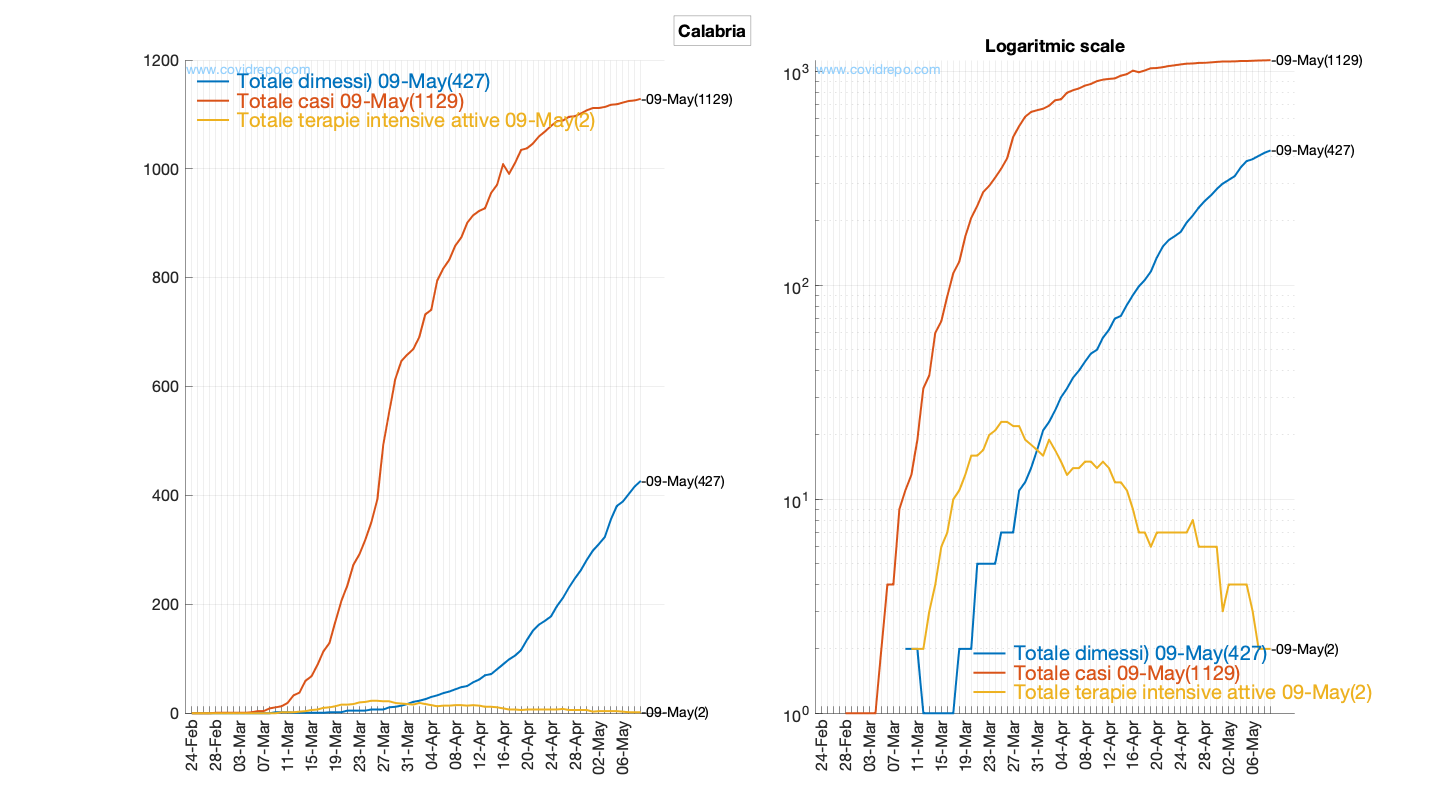 Calabria
www.covidrepo.com
Totale dimessi) 09-May(427)
Totale casi 09-May(1129)
Totale terapie intensive attive 09-May(2)
1200
1000
800
600
400
200
0
-09-May(1129)
-09-May(427)
-09-May(2)
24-Feb
28-Feb
03-Mar
07-Mar
11-Mar
15-Mar
19-Mar
23-Mar
27-Mar
31-Mar
04-Apr
08-Apr
12-Apr
16-Apr
20-Apr
24-Apr
28-Apr
02-May
06-May
Logaritmic scale
www.covidrepo.com
10³
10²
10¹
10⁰
-09-May(1129)
-09-May(427)
-09-May(2)
Totale dimessi) 09-May(427)
Totale casi 09-May(1129)
Totale terapie intensive attive 09-May(2)
24-Feb
28-Feb
03-Mar
07-Mar
11-Mar
15-Mar
19-Mar
23-Mar
27-Mar
31-Mar
04-Apr
08-Apr
12-Apr
16-Apr
20-Apr
24-Apr
28-Apr
02-May
06-May